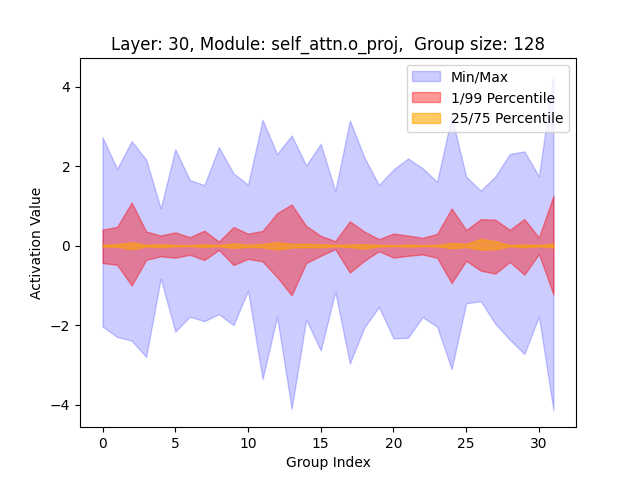 Layer: 30, Module: self_attn.o_proj,  Group size: 128
Min/Max
1/99 Percentile
25/75 Percentile
Activation Value
4
2
0
−2
−4
0 5 10 15 20 25 30
Group Index